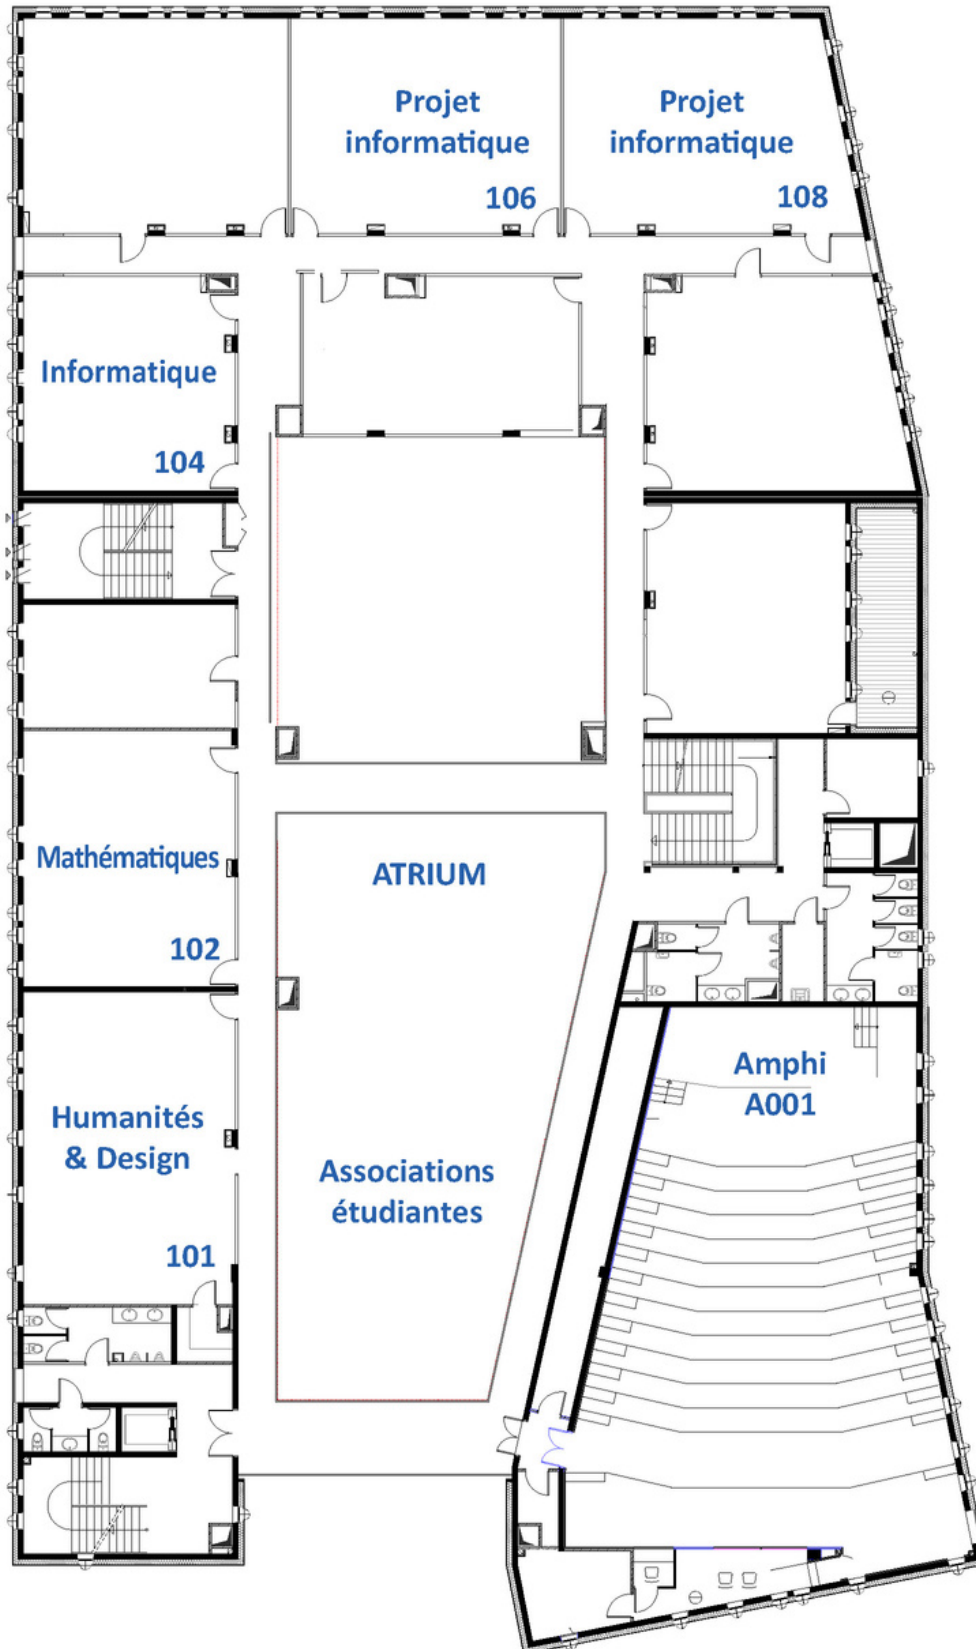 Projet
informatique
106
Projet
informatique
108
Informatique
104
Mathématiques
102
ATRIUM
Humanités
& Design
101
Associations
étudiantes
Amphi
A001